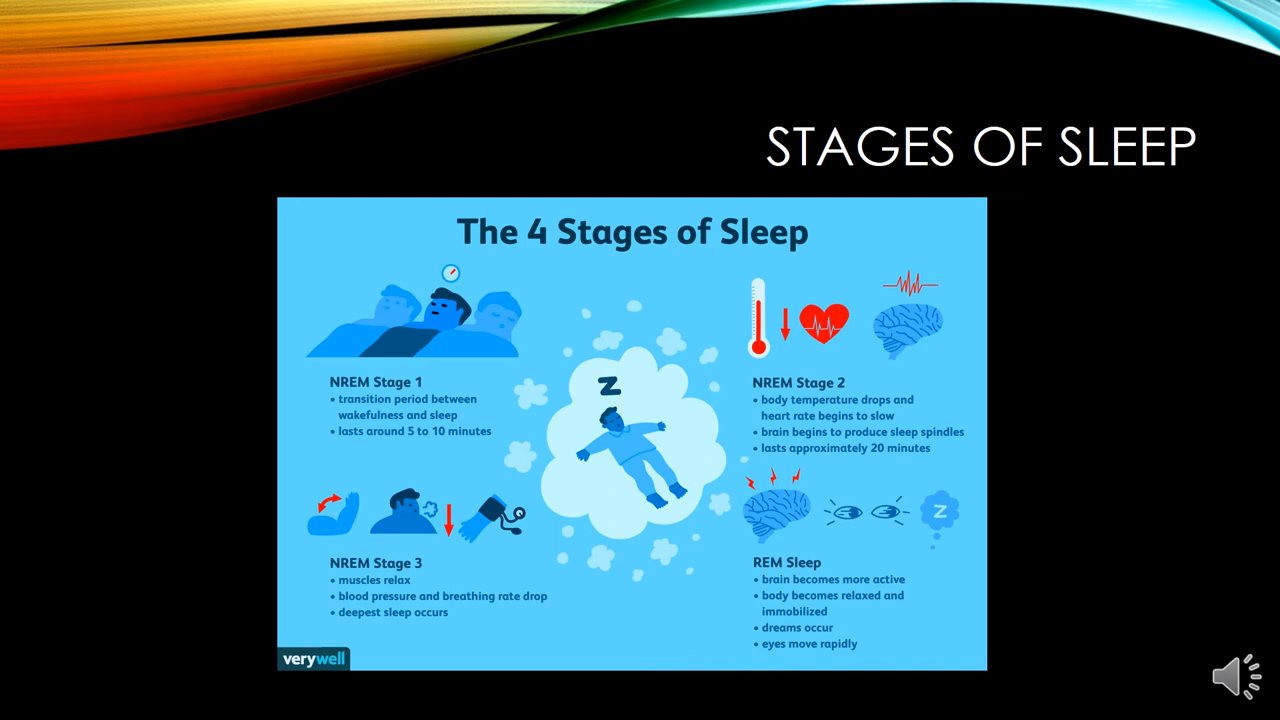 STAGES OF SLEEP
The 4 Stages of Sleep
NREM Stage 1
• transition period between
wakefulness and sleep
• lasts around 5 to 10 minutes
NREM Stage 2
• body temperature drops and
heart rate begins to slow
• brain begins to produce sleep spindles
• lasts approximately 20 minutes
Z
NREM Stage 3
• muscles relax
• blood pressure and breathing rate drop
• deepest sleep occurs
Z
REM Sleep
• brain becomes more active
• body becomes relaxed and
immobilized
• dreams occur
• eyes move rapidly
verywell